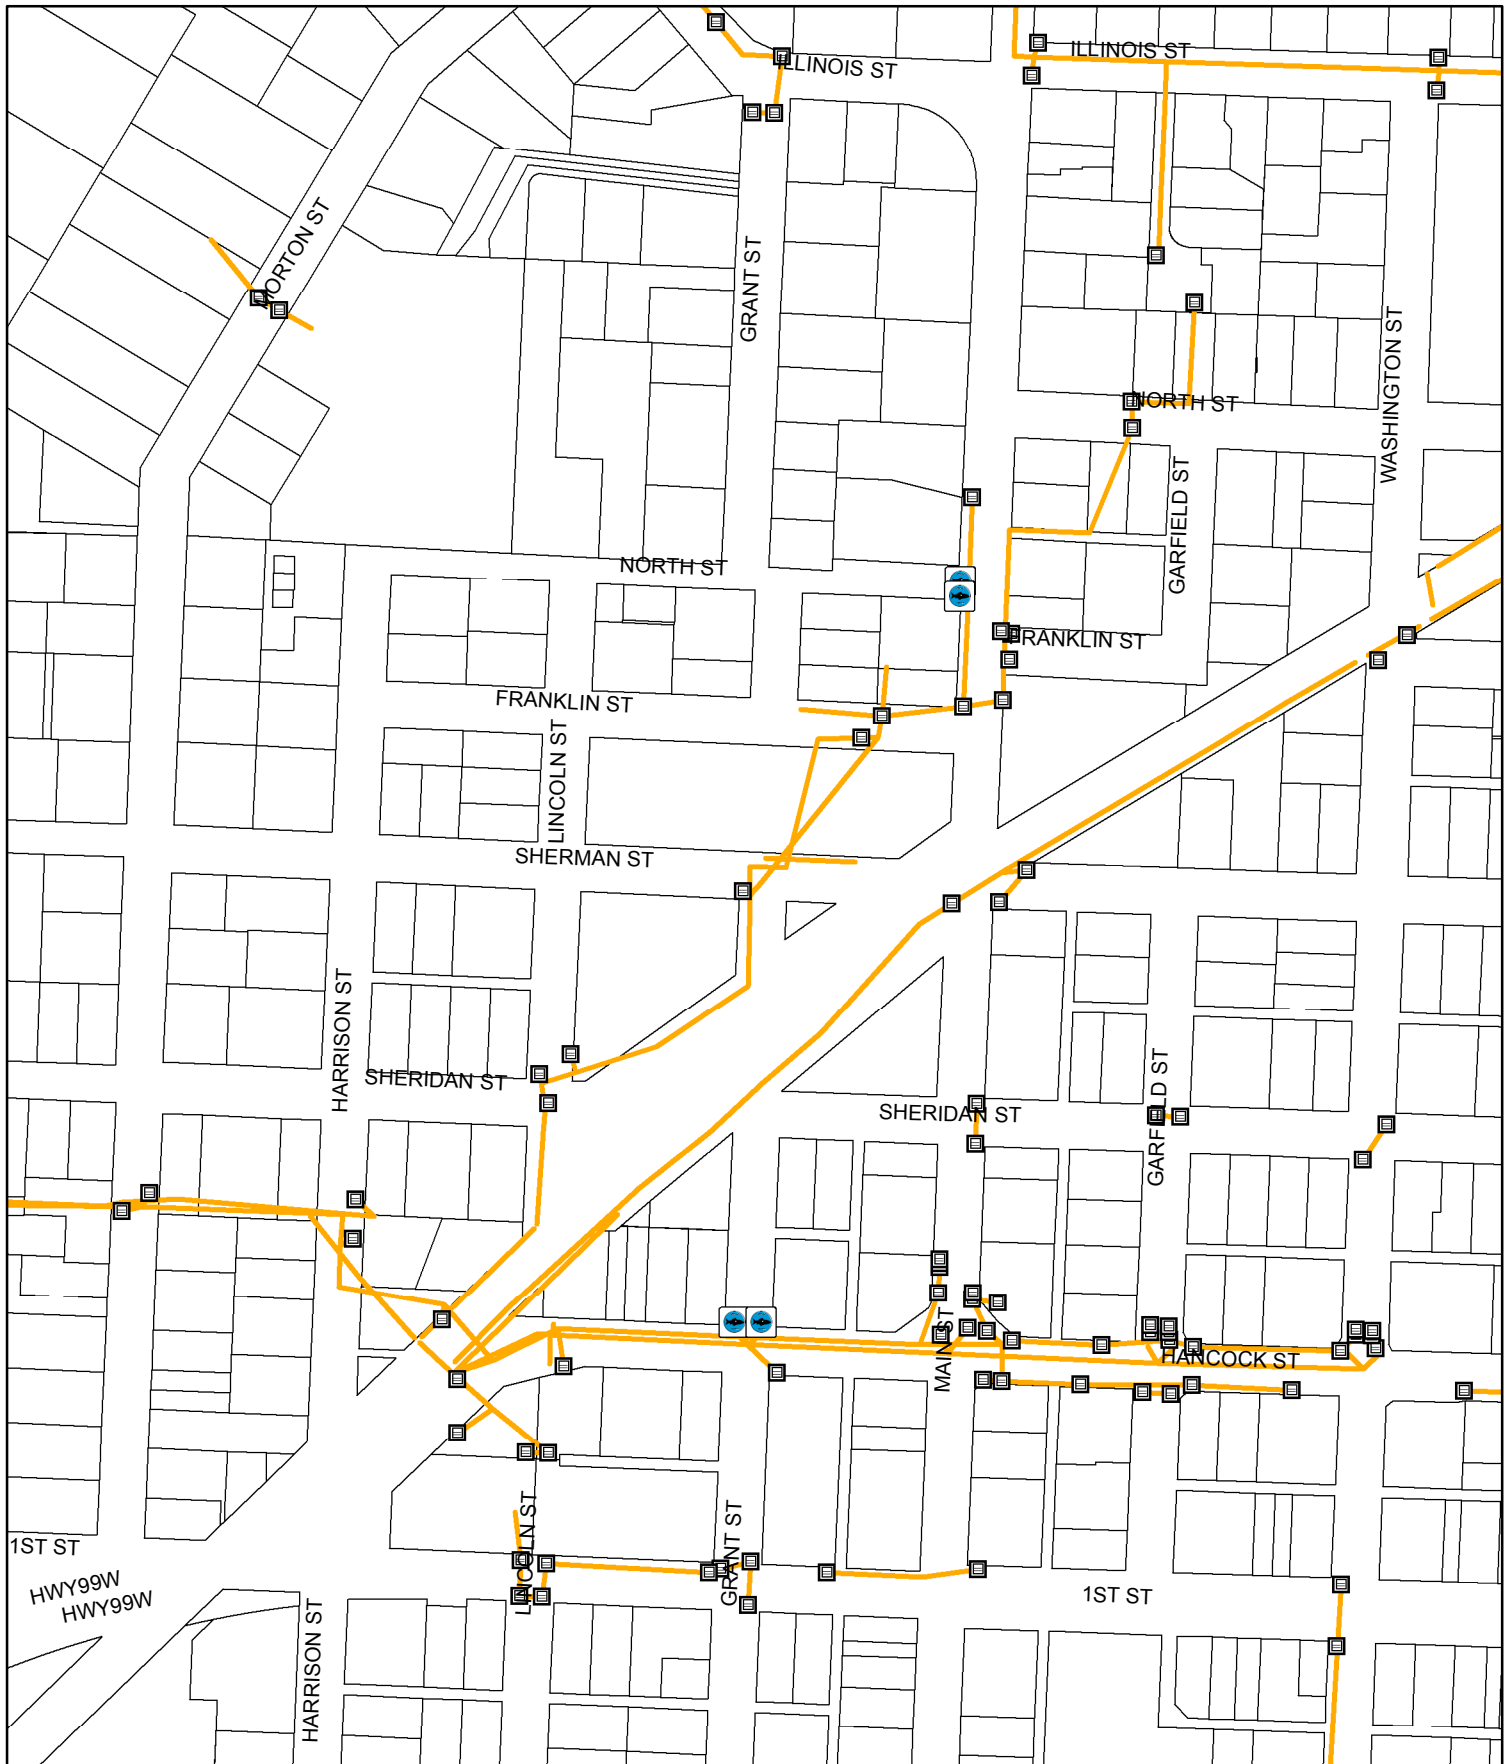 ILLINOIS ST
ILLINOIS ST
MORTON ST
GRANT ST
WASHINGTON ST
NORTH ST
GARFIELD ST
NORTH ST
FRANKLIN ST
FRANKLIN ST
LINCOLN ST
SHERMAN ST
HARRISON ST
SHERIDAN ST
GARFIELD ST
SHERIDAN ST
MAIN ST
HANCOCK ST
LINCOLN ST
GRANT ST
1ST ST
HWY99W
HWY99W
1ST ST
HARRISON ST